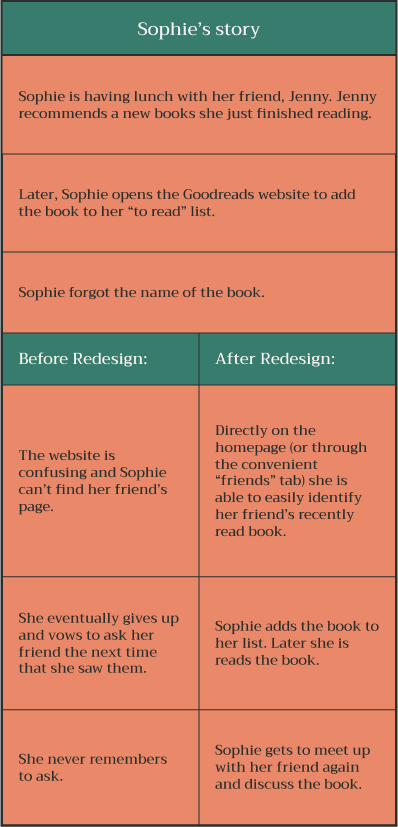 Sophie’s story
Sophie is having lunch with her friend, Jenny. Jenny
recommends a new books she just finished reading.
Later, Sophie opens the Goodreads website to add
the book to her “to read” list.
Sophie forgot the name of the book.
Before Redesign:
After Redesign:
The website is
confusing and Sophie
can’t find her friend’s
page.
Directly on the
homepage (or through
the convenient
“friends” tab) she is
able to easily identify
her friend’s recently
read book.
She eventually gives up
and vows to ask her
friend the next time
that she saw them.
Sophie adds the book to
her list. Later she is
reads the book.
She never remembers
to ask.
Sophie gets to meet up
with her friend again
and discuss the book.